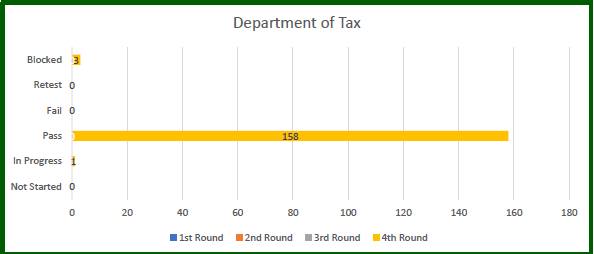 Department of Tax
Blocked 3
Retest 0
Fail 0
Pass 158
In Progress 1
Not Started 0
0 20 40 60 80 100 120 140 160 180
1st Round 2nd Round 3rd Round 4th Round